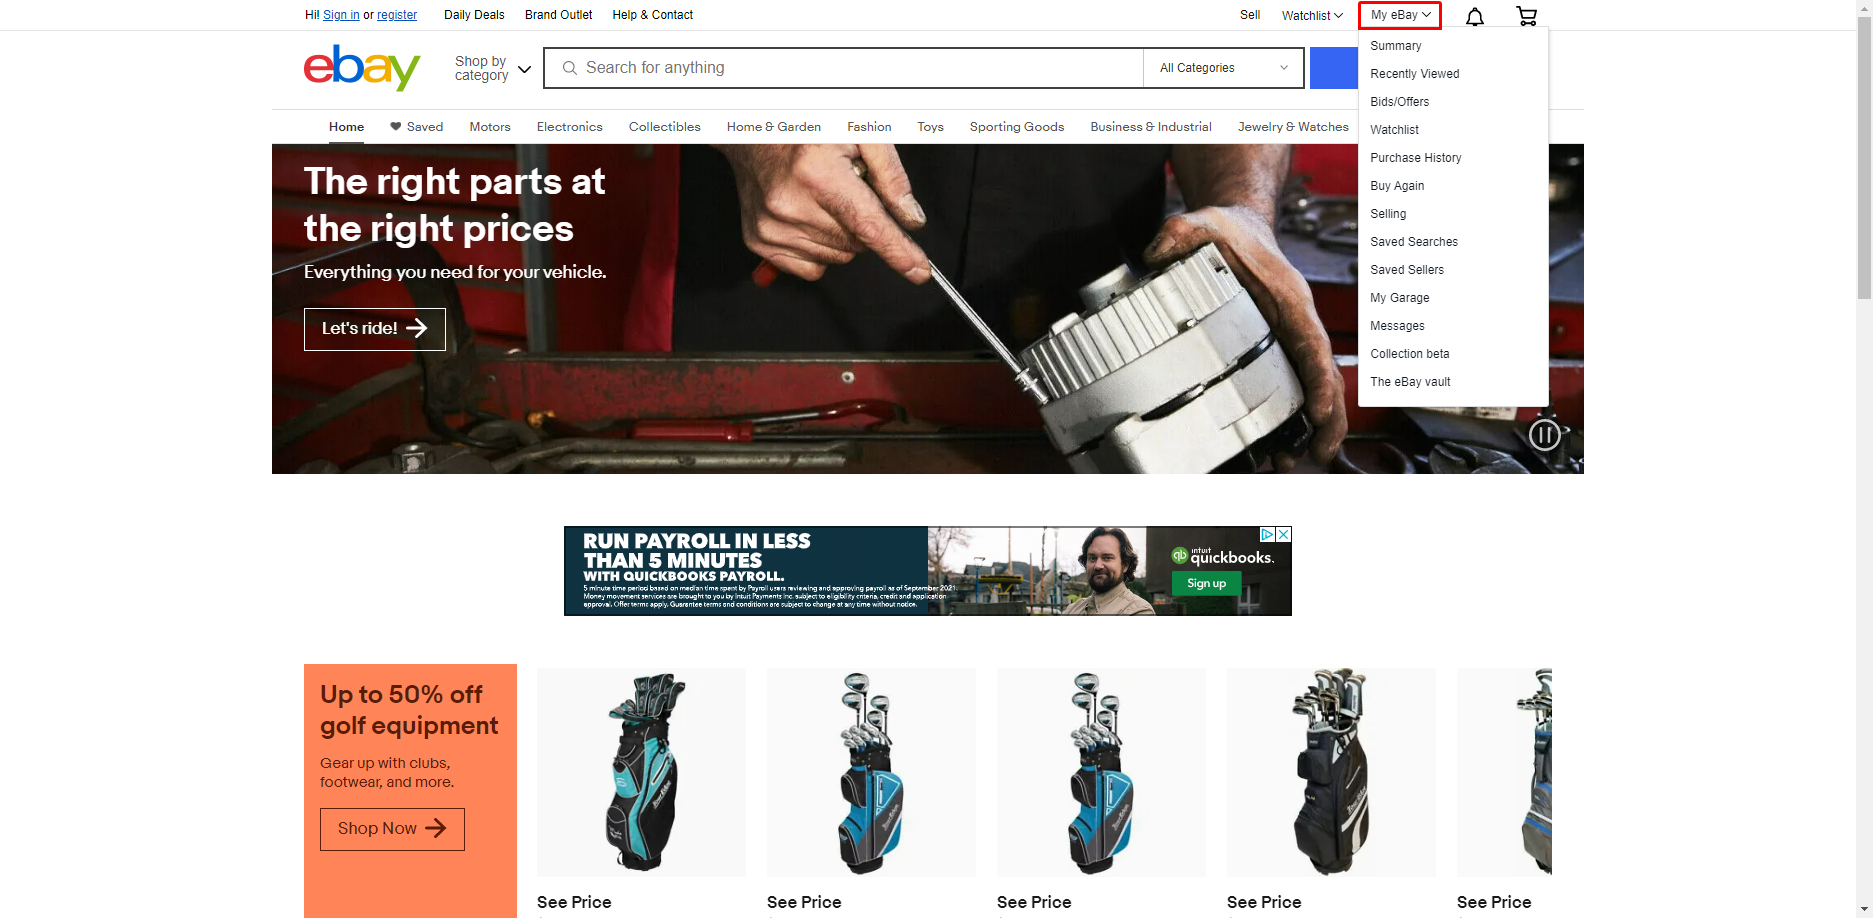 Hi! Sign in or register
Daily Deals
Brand Outlet
Help & Contact
Sell
Watchlist
My eBay
Summary
Recently Viewed
Bids/Offers
Watchlist
Purchase History
Buy Again
Selling
Saved Searches
Saved Sellers
My Garage
Messages
Collection beta
The eBay vault
ebay
Shop by
category
Search for anything
All Categories
Home
Saved
Motors
Electronics
Collectibles
Home & Garden
Fashion
Toys
Sporting Goods
Business & Industrial
Jewelry & Watches
The right parts at
the right prices
Everything you need for your vehicle.
Let's ride!
RUN PAYROLL IN LESS
THAN 5 MINUTES
WITH QUICKBOOKS PAYROLL.
5 minute time period based on median time spent by Payroll users reviewing and approving payroll as of September 2021.
Money movement services are brought to you by Intuit Payments Inc. subject to eligibility criteria, credit and application
approval. Offer terms apply. Guarantee terms and conditions are subject to change at any time without notice.
qb
intuit
quickbooks.
Sign up
Up to 50% off
golf equipment
Gear up with clubs,
footwear, and more.
Shop Now
See Price
See Price
See Price
See Price
See Price